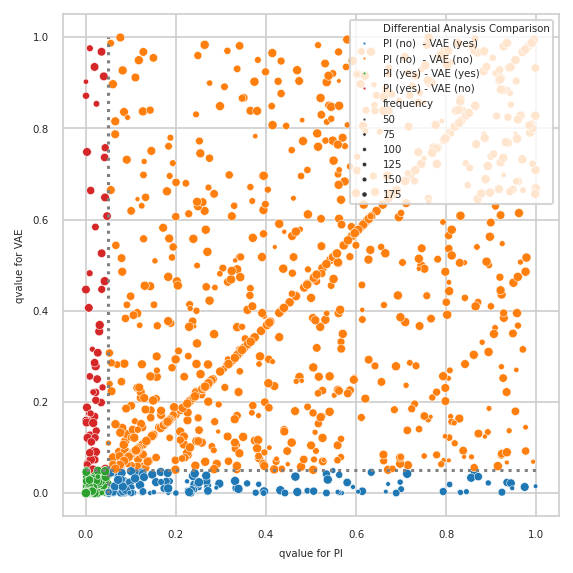 Differential Analysis Comparison
PI (no)  - VAE (yes)
PI (no)  - VAE (no)
PI (yes) - VAE (yes)
PI (yes) - VAE (no)
frequency
50
75
100
125
150
175
1.0
0.8
0.6
0.4
0.2
0.0
qvalue for VAE
0.0 0.2 0.4 0.6 0.8 1.0
qvalue for PI